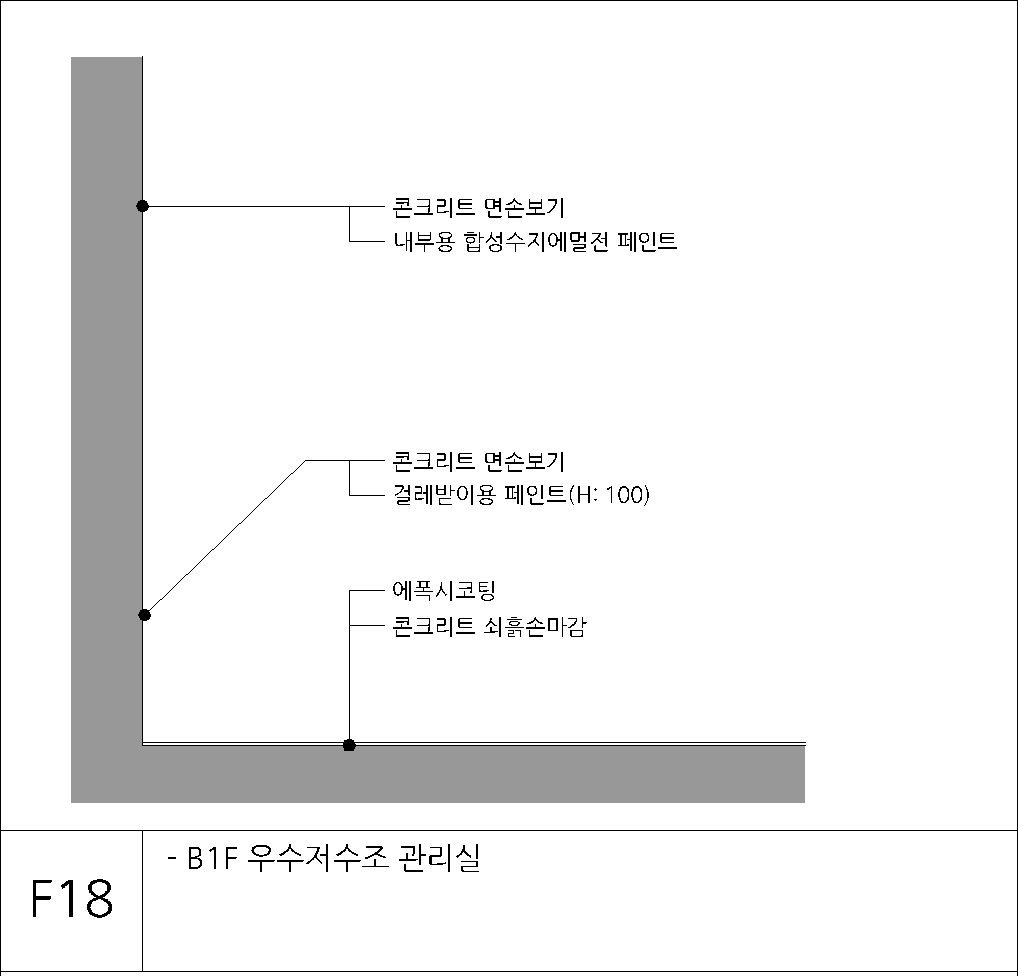 콘크리트 면손보기
내부용 합성수지에멀전 페인트
콘크리트 면손보기
걸레받이용 페인트(H: 100)
에폭시코팅
콘크리트 쇠흙손마감
- B1F 우수저수조 관리실
F18